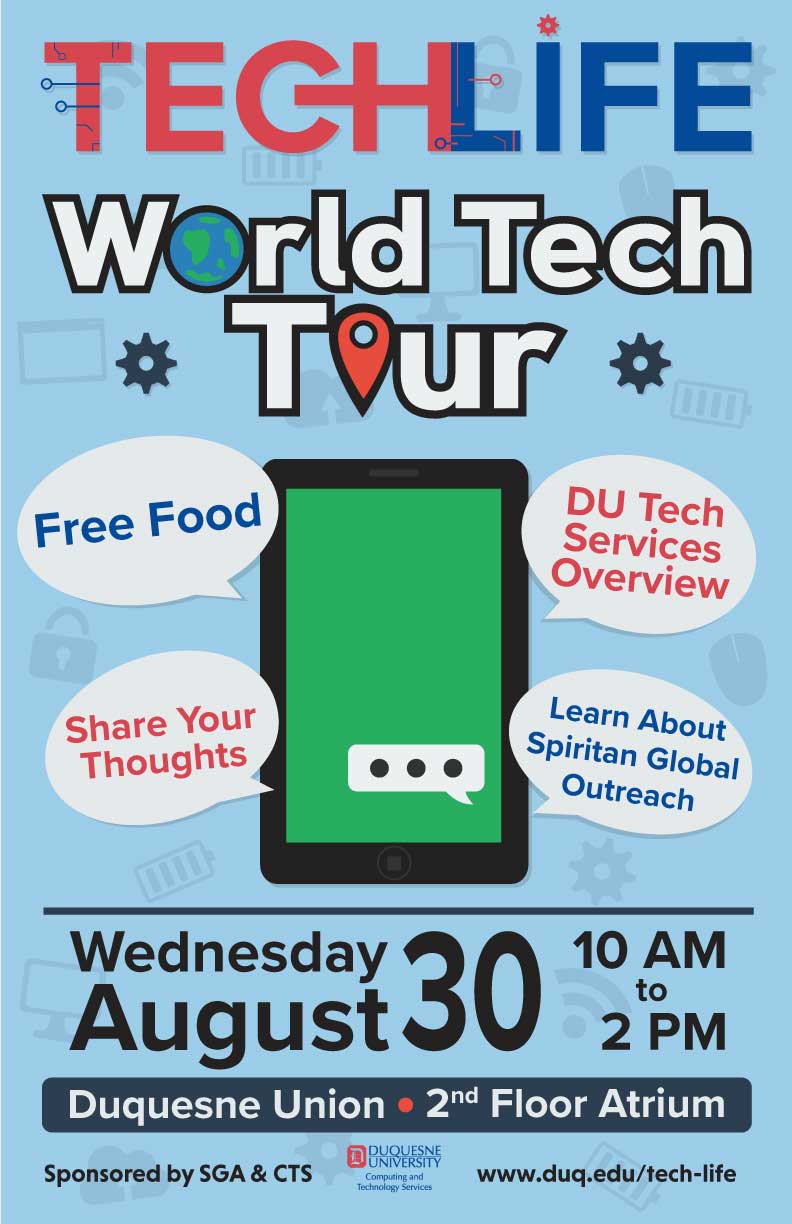 TECHLIFE
World Tech
Tour
Free Food
DU Tech
Services
Overview
Share Your
Thoughts
Learn About
Spiritan Global
Outreach
Wednesday
August 30
10 AM
to
2 PM
Duquesne Union • 2nd Floor Atrium
Sponsored by SGA & CTS
DUQUESNE
UNIVERSITY
Computing and
Technology Services
www.duq.edu/tech-life